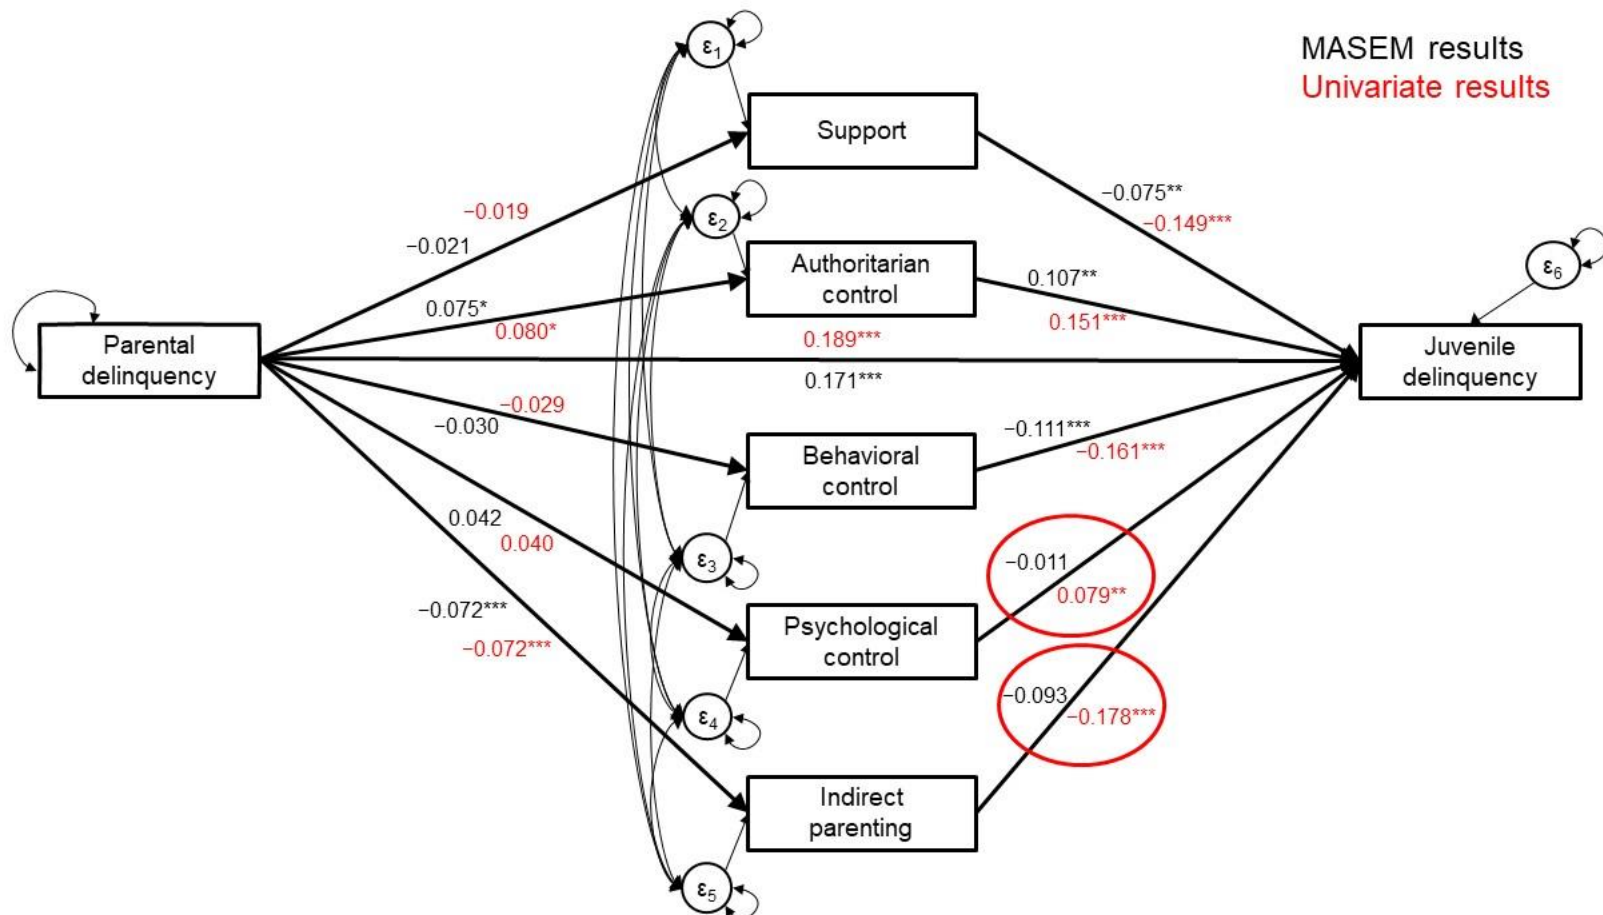 MASEM results
Univariate results
ε1
Support
−0.019
−0.021
−0.075**
−0.149***
ε2
Authoritarian
control
0.075*
0.080*
0.107**
0.151***
ε6
Parental
delinquency
0.189***
0.171***
Juvenile
delinquency
−0.029
−0.030
Behavioral
control
−0.111***
−0.161***
0.042
0.040
ε3
−0.011
0.079**
−0.072***
−0.072***
Psychological
control
ε4
−0.093
−0.178***
Indirect
parenting
ε5